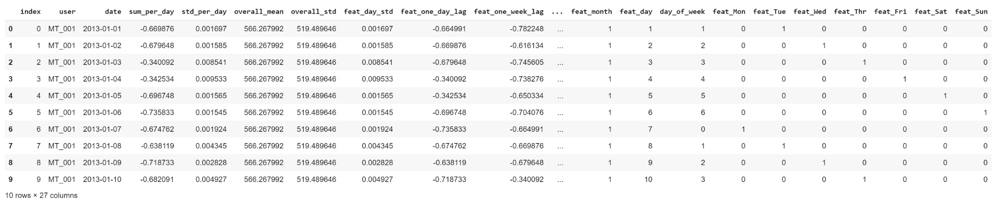 index user date sum_per_day std_per_day overall_mean overall_std feat_day_std feat_one_day_lag feat_one_week_lag ... feat_month feat_day day_of_week feat_Mon feat_Tue feat_Wed feat_Thr feat_Fri feat_Sat feat_Sun
0 0 MT_001 2013-01-01 -0.669876 0.001697 566.267992 519.489646 0.001697 -0.664991 -0.782248 ... 1 1 1 0 1 0 0 0 0 0
1 1 MT_001 2013-01-02 -0.679648 0.001585 566.267992 519.489646 0.001585 -0.669876 -0.616134 ... 1 2 2 0 0 1 0 0 0 0
2 2 MT_001 2013-01-03 -0.340092 0.008541 566.267992 519.489646 0.008541 -0.679648 -0.745605 ... 1 3 3 0 0 0 1 0 0 0
3 3 MT_001 2013-01-04 -0.342534 0.009533 566.267992 519.489646 0.009533 -0.340092 -0.738276 ... 1 4 4 0 0 0 0 1 0 0
4 4 MT_001 2013-01-05 -0.696748 0.001565 566.267992 519.489646 0.001565 -0.342534 -0.650334 ... 1 5 5 0 0 0 0 0 1 0
5 5 MT_001 2013-01-06 -0.735833 0.001545 566.267992 519.489646 0.001545 -0.696748 -0.704076 ... 1 6 6 0 0 0 0 0 0 1
6 6 MT_001 2013-01-07 -0.674762 0.001924 566.267992 519.489646 0.001924 -0.735833 -0.664991 ... 1 7 0 1 0 0 0 0 0 0
7 7 MT_001 2013-01-08 -0.638119 0.004345 566.267992 519.489646 0.004345 -0.674762 -0.669876 ... 1 8 1 0 1 0 0 0 0 0
8 8 MT_001 2013-01-09 -0.718733 0.002828 566.267992 519.489646 0.002828 -0.638119 -0.679648 ... 1 9 2 0 0 1 0 0 0 0
9 9 MT_001 2013-01-10 -0.682091 0.004927 566.267992 519.489646 0.004927 -0.718733 -0.340092 ... 1 10 3 0 0 0 1 0 0 0
10 rows × 27 columns